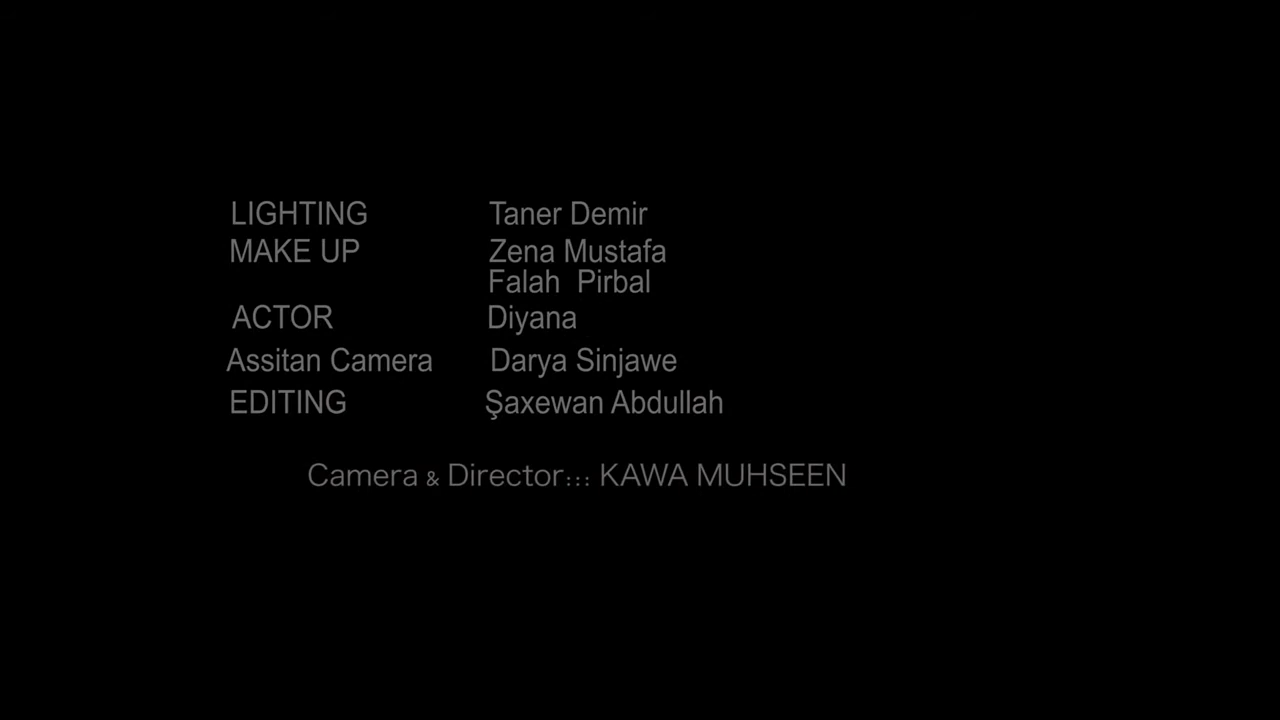 LIGHTING Taner Demir
MAKE UP Zena Mustafa
Falah Pirbal
ACTOR Diyana
Assitan Camera Darya Sinjawe
EDITING Şaxewan Abdullah
Camera & Director::: KAWA MUHSEEN